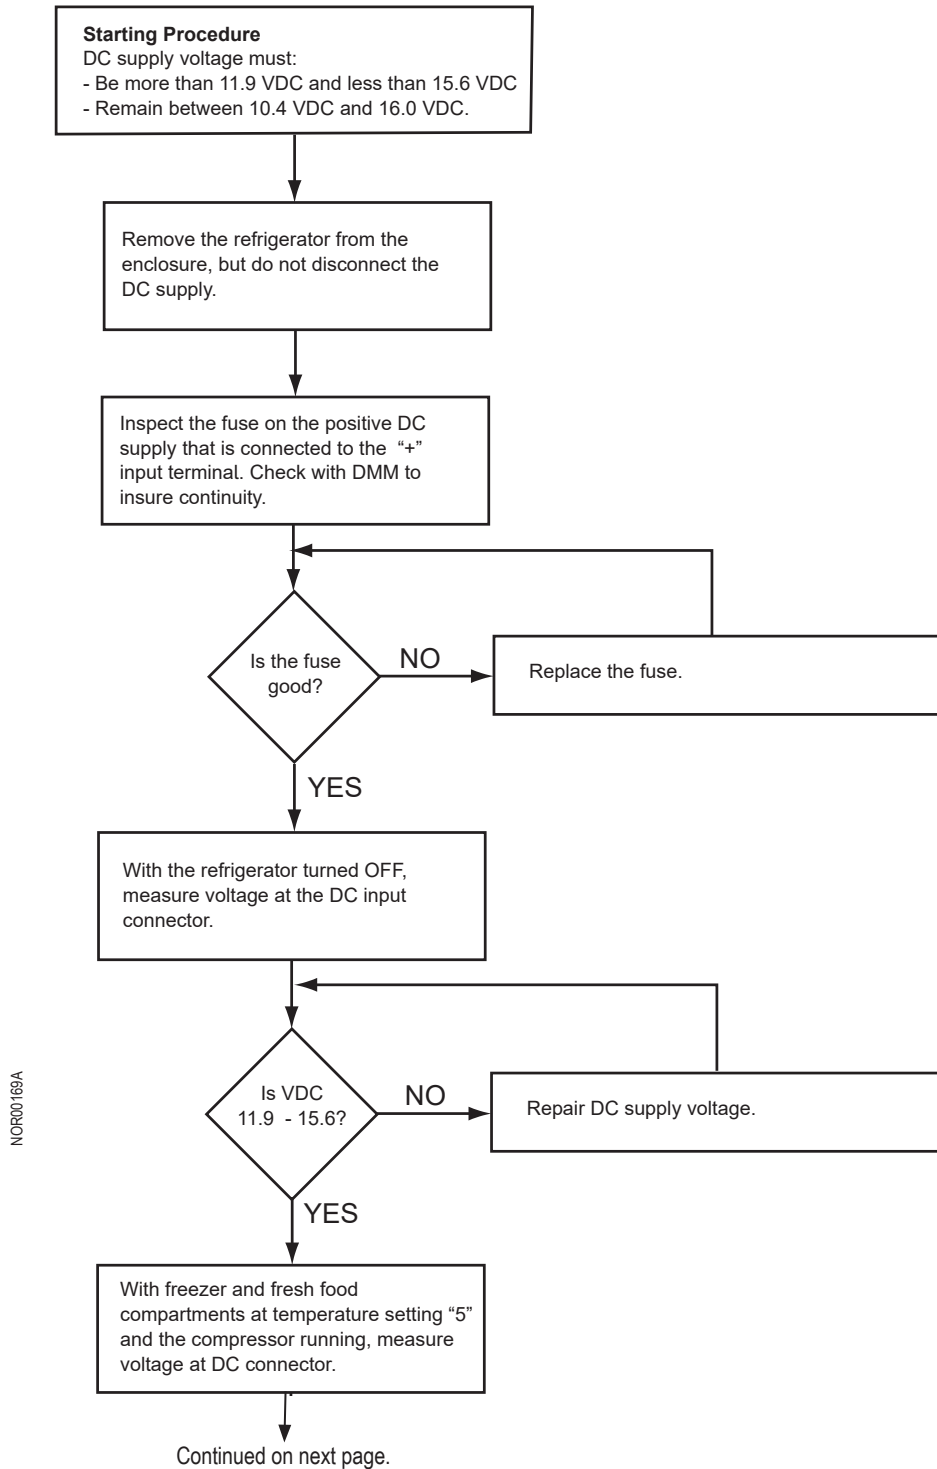 Starting Procedure
DC supply voltage must:
- Be more than 11.9 VDC and less than 15.6 VDC
- Remain between 10.4 VDC and 16.0 VDC.
Remove the refrigerator from the
enclosure, but do not disconnect the
DC supply.
Inspect the fuse on the positive DC
supply that is connected to the “+”
input terminal. Check with DMM to
insure continuity.
Is the fuse
good?
NO
Replace the fuse.
YES
With the refrigerator turned OFF,
measure voltage at the DC input
connector.
Is VDC
11.9 - 15.6?
NO
Repair DC supply voltage.
YES
With freezer and fresh food
compartments at temperature setting “5”
and the compressor running, measure
voltage at DC connector.
Continued on next page.
NOR00169A